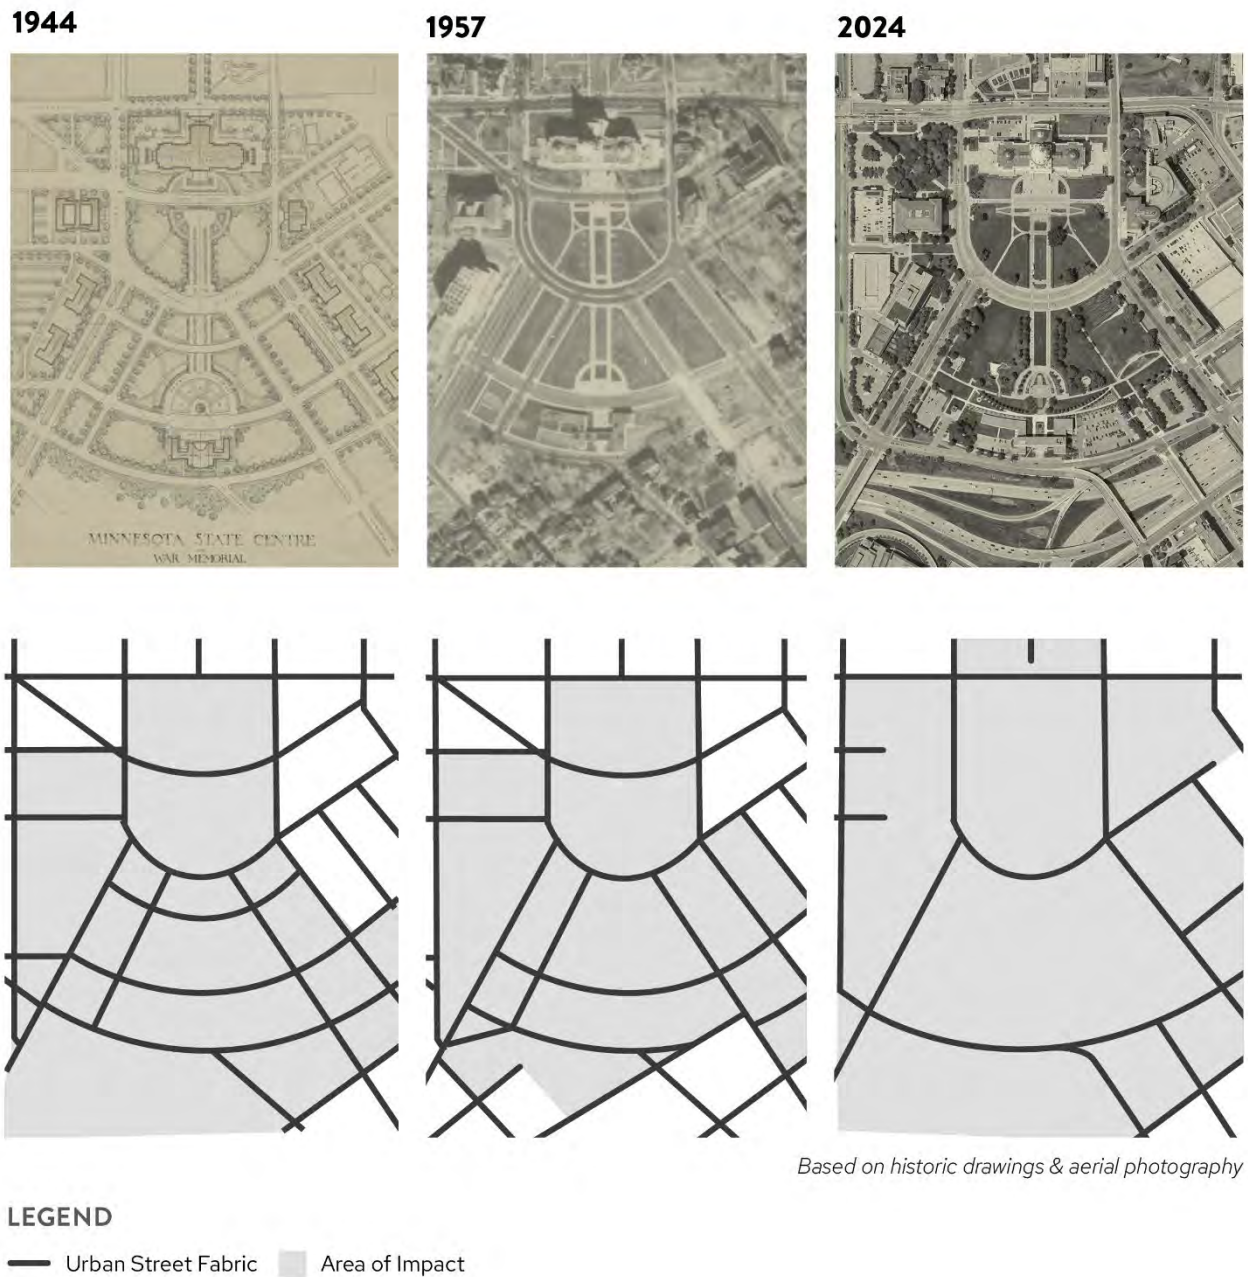 1944
1957
2024
MINNESOTA STATE CENTRE
WAR MEMORIAL
Based on historic drawings & aerial photography
LEGEND
Urban Street Fabric
Area of Impact